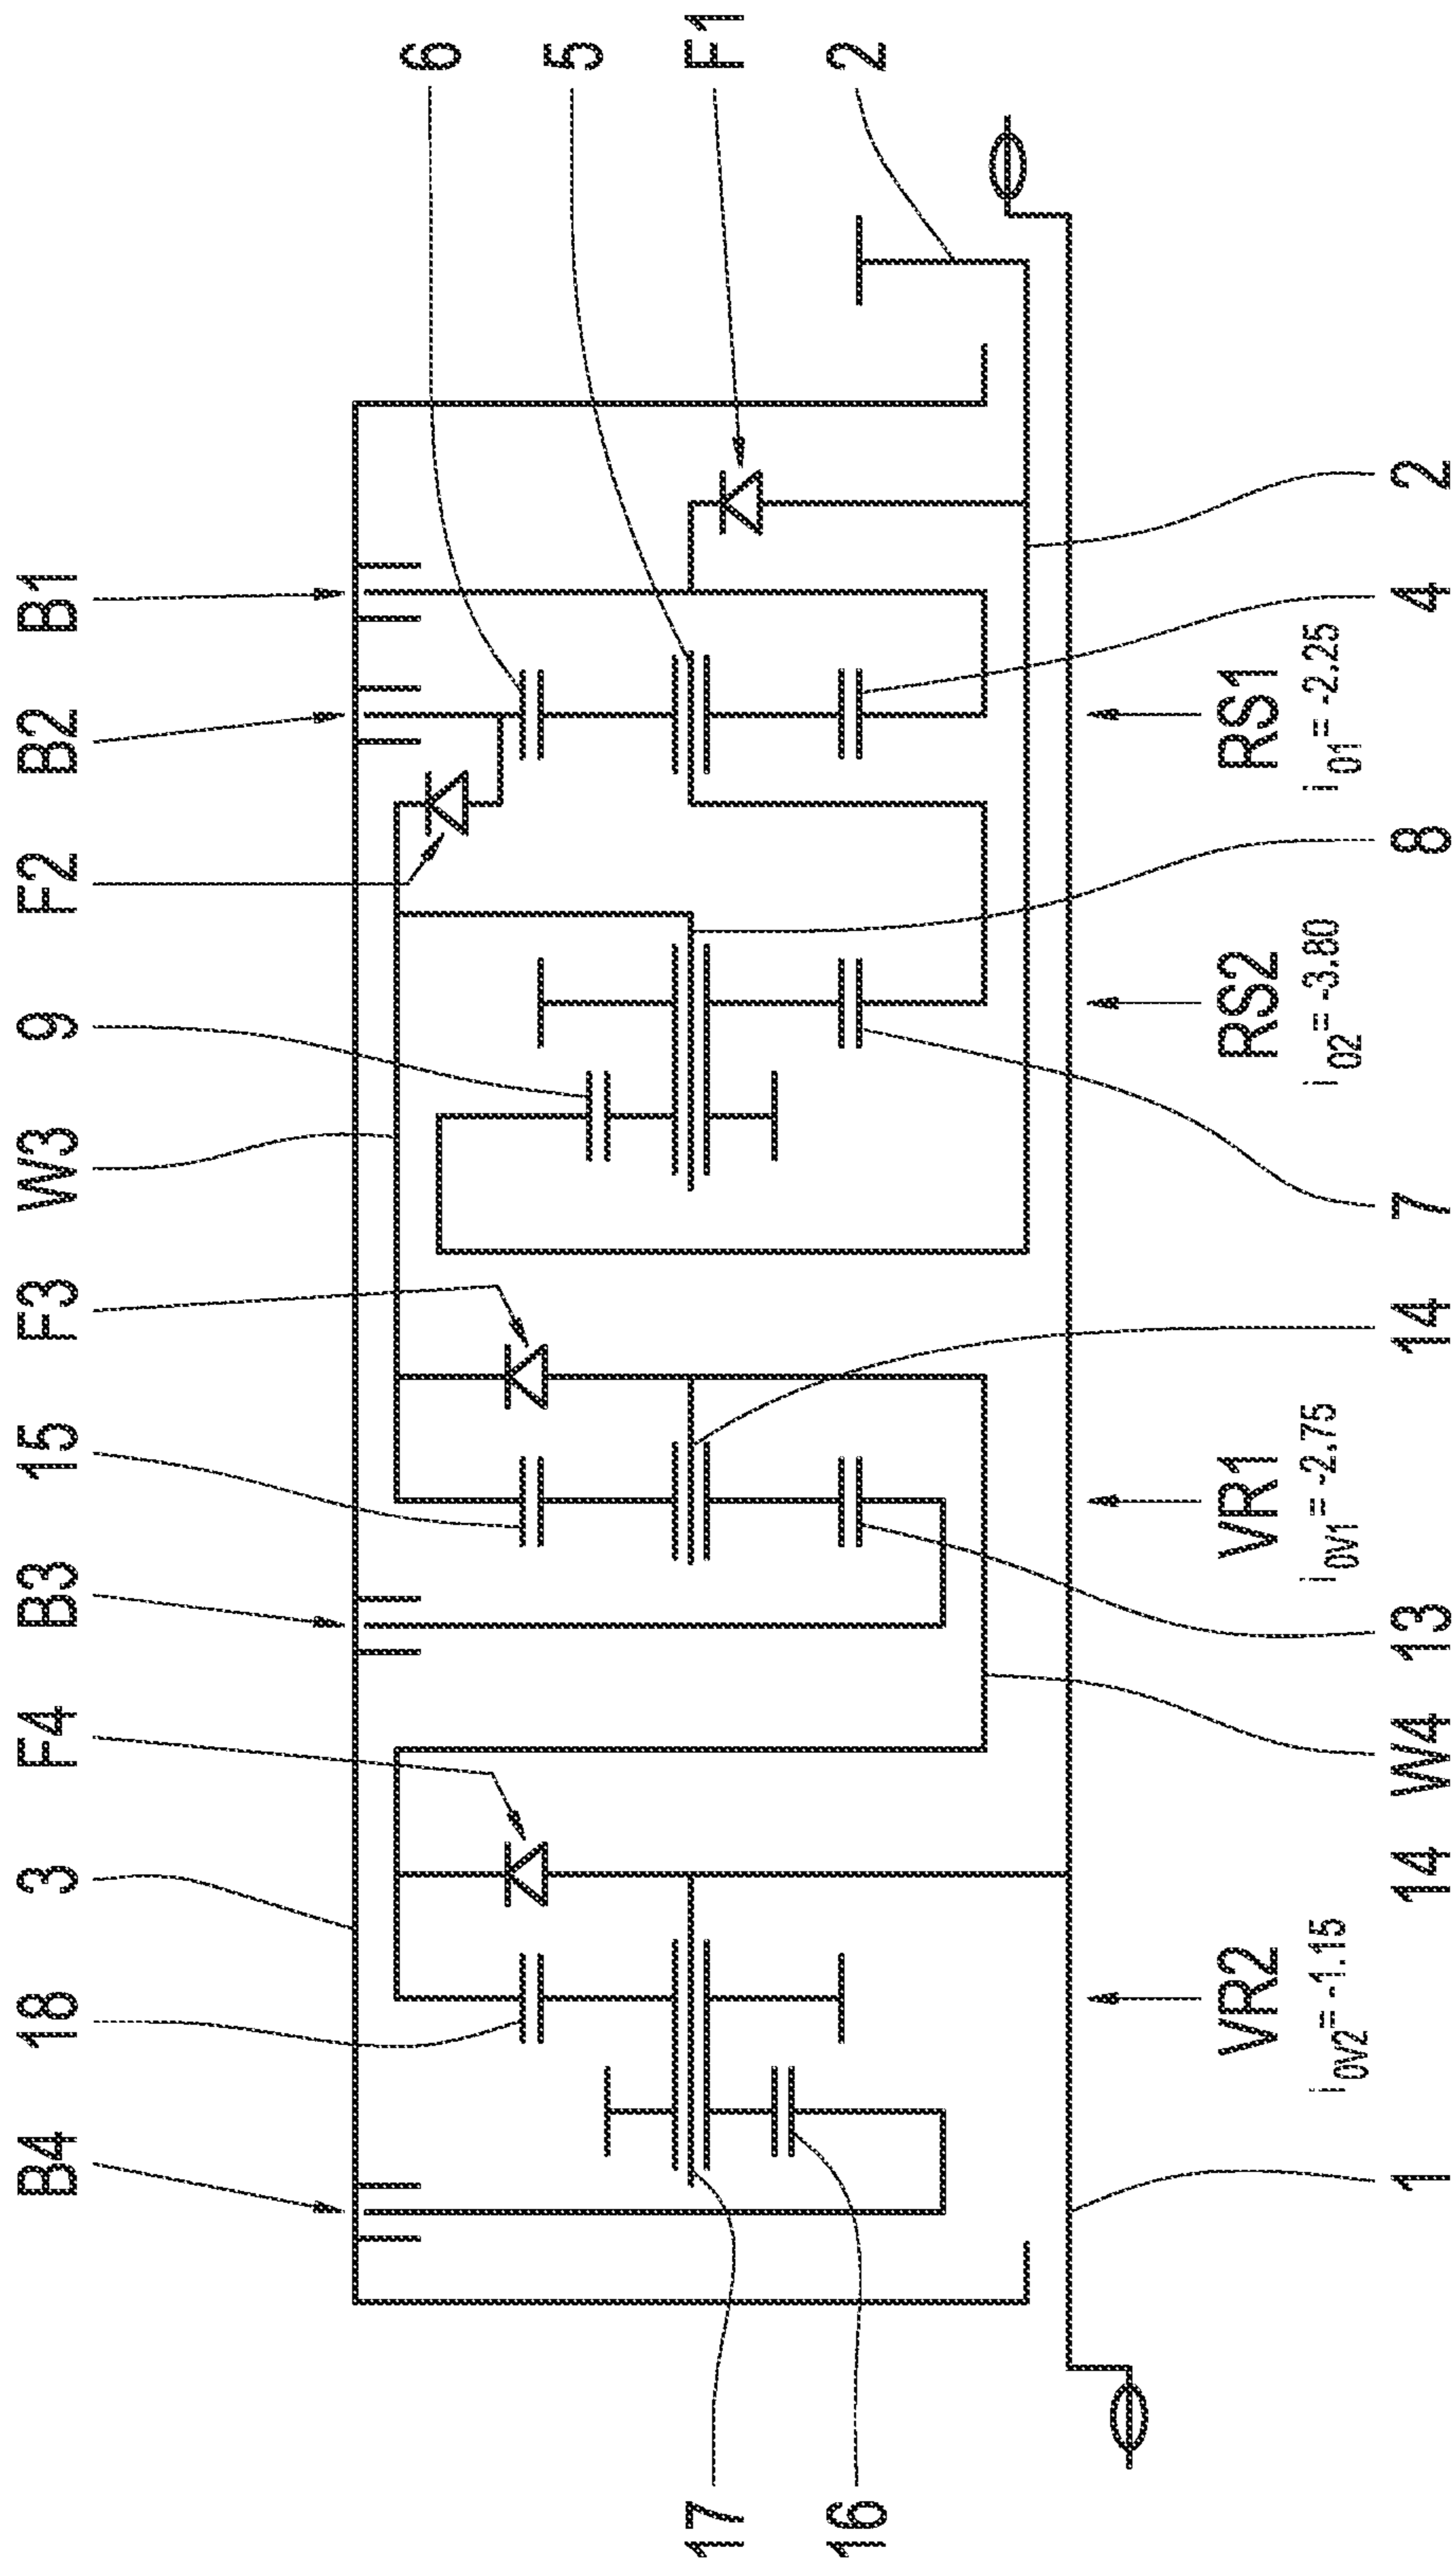 B4 18 3 F4 B3 15 F3 W3 9 F2 B2 B1
6
5
17 F1
16 2
VR2 VR1 RS2 RS1
i0V2 = -1.15 i0V1 = -2.75 i02 = -3.80 i01 = -2.25
1 14 W4 13 14 7 8 4 2